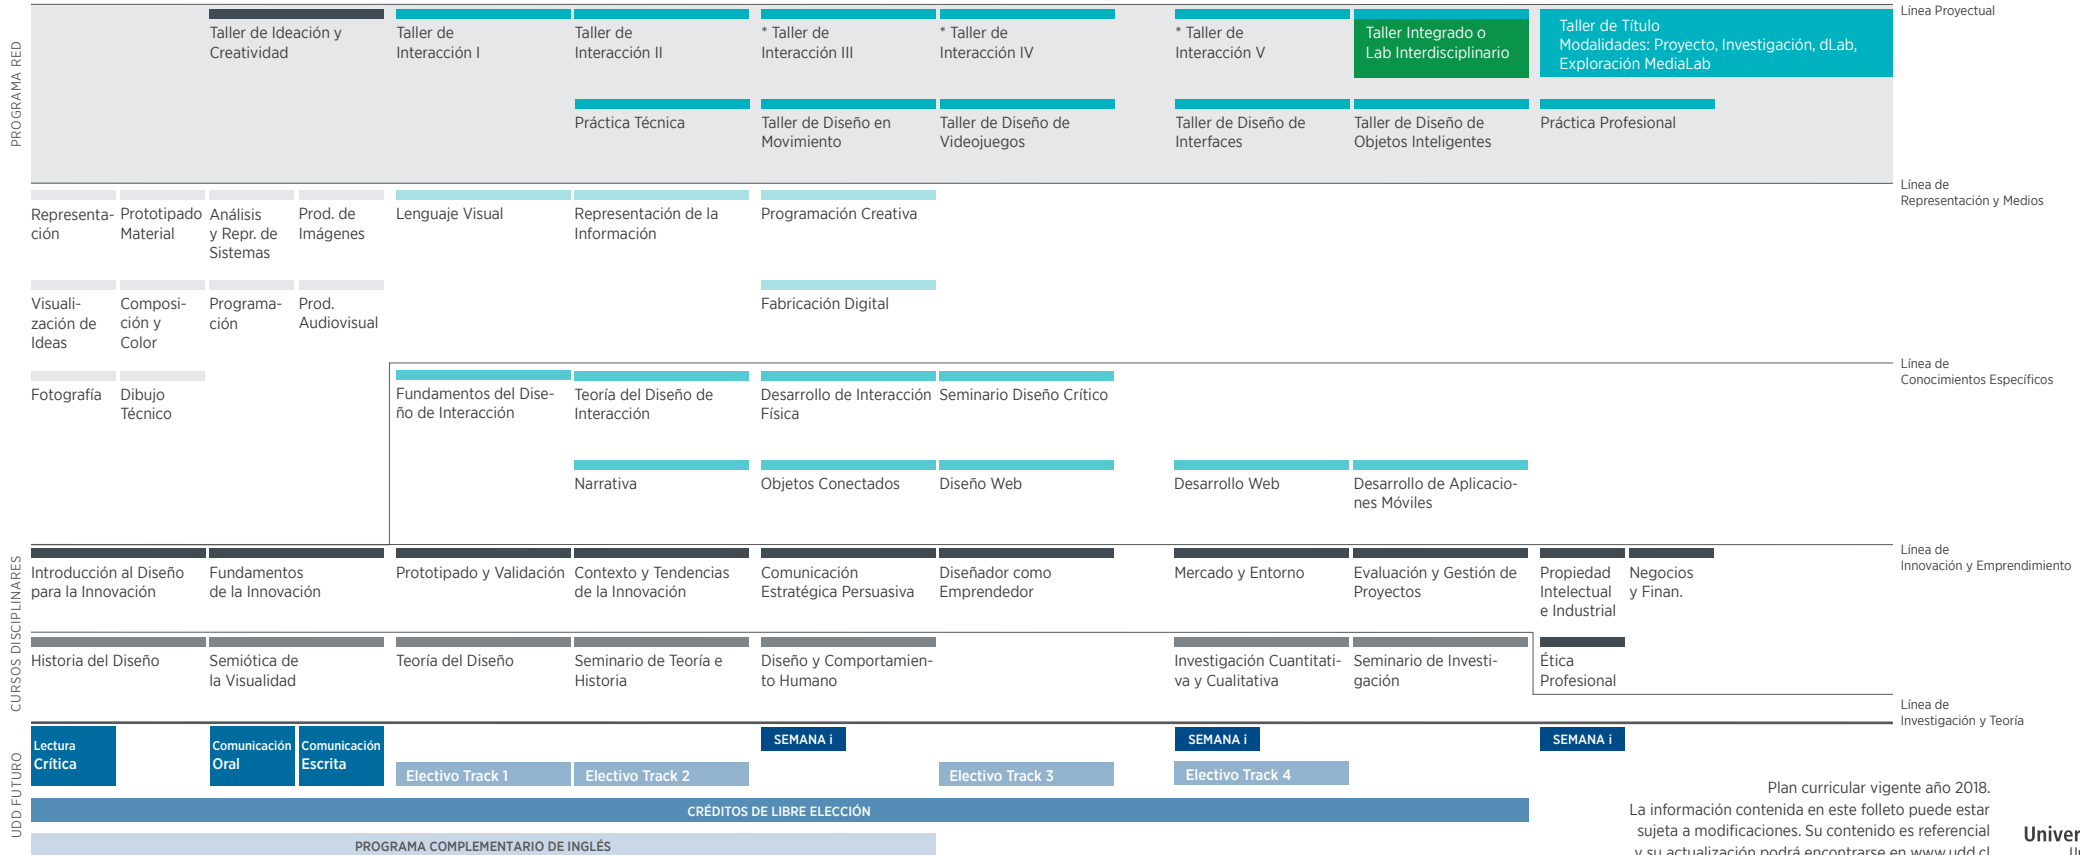 PROGRAMA RED
Línea Proyectual
Taller de Ideación y
Creatividad
Taller de
Interacción I
Taller de
Interacción II
* Taller de
Interacción III
* Taller de
Interacción IV
* Taller de
Interacción V
Taller Integrado o
Lab Interdisciplinario
Taller de Título
Modalidades: Proyecto, Investigación, dLab,
Exploración MediaLab
Práctica Técnica
Taller de Diseño en
Movimiento
Taller de Diseño de
Videojuegos
Taller de Diseño de
Interfaces
Taller de Diseño de
Objetos Inteligentes
Práctica Profesional
Línea de
Representación y Medios
Representa-
ción
Prototipado
Material
Análisis
y Repr. de
Sistemas
Prod. de
Imágenes
Lenguaje Visual
Representación de la
Información
Programación Creativa
Visuali-
zación de
Ideas
Composi-
ción y
Color
Programa-
ción
Prod.
Audiovisual
Fabricación Digital
Línea de
Conocimientos Específicos
Fotografía
Dibujo
Técnico
Fundamentos del Dise-
ño de Interacción
Teoría del Diseño de
Interacción
Desarrollo de Interacción
Física
Seminario Diseño Crítico
Narrativa
Objetos Conectados
Diseño Web
Desarrollo Web
Desarrollo de Aplicacio-
nes Móviles
CURSOS DISCIPLINARES
Línea de
Innovación y Emprendimiento
Introducción al Diseño
para la Innovación
Fundamentos
de la Innovación
Prototipado y Validación
Contexto y Tendencias
de la Innovación
Comunicación
Estratégica Persuasiva
Diseñador como
Emprendedor
Mercado y Entorno
Evaluación y Gestión de
Proyectos
Propiedad
Intelectual
e Industrial
Negocios
y Finan.
Historia del Diseño
Semiótica de
la Visualidad
Teoría del Diseño
Seminario de Teoría e
Historia
Diseño y Comportamien-
to Humano
Investigación Cuantitati-
va y Cualitativa
Seminario de Investi-
gación
Ética
Profesional
Línea de
Investigación y Teoría
UDD FUTURO
Lectura
Crítica
Comunicación
Oral
Comunicación
Escrita
SEMANA i
SEMANA i
SEMANA i
Electivo Track 1
Electivo Track 2
Electivo Track 3
Electivo Track 4
CRÉDITOS DE LIBRE ELECCIÓN
PROGRAMA COMPLEMENTARIO DE INGLÉS
Plan curricular vigente año 2018.
La información contenida en este folleto puede estar
sujeta a modificaciones. Su contenido es referencial
y su actualización podrá encontrarse en www.udd.cl
Univer